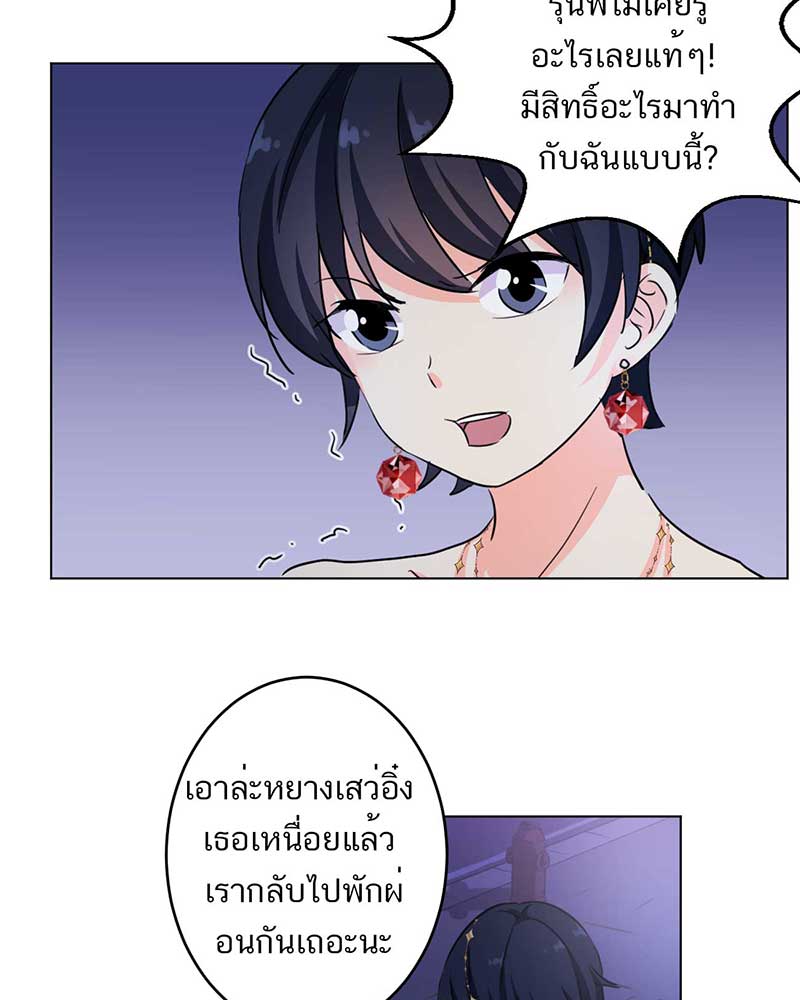 รุ่นพี่ไม่เคยรู้
อะไรเลยแท้ๆ!
มีสิทธิ์อะไรมาทำ
กับฉันแบบนี้?
เอาล่ะหยางเสว่อิ๋ง
เธอเหนื่อยแล้ว
เรากลับไปพักผ่
อนกันเถอะนะ